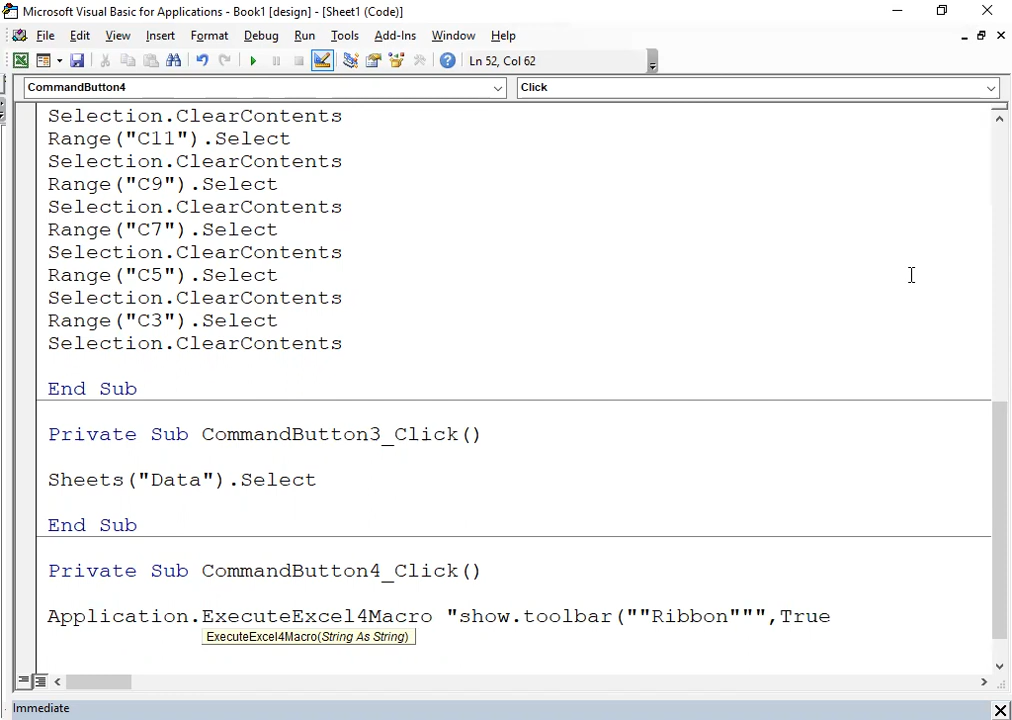 Microsoft Visual Basic for Applications - Book1 [design] - [Sheet1 (Code)]
File Edit View Insert Format Debug Run Tools Add-Ins Window Help
Ln 52, Col 62
CommandButton4 Click
Selection.ClearContents
Range("C11").Select
Selection.ClearContents
Range("C9").Select
Selection.ClearContents
Range("C7").Select
Selection.ClearContents
Range("C5").Select
Selection.ClearContents
Range("C3").Select
Selection.ClearContents
End Sub
Private Sub CommandButton3_Click()
Sheets("Data").Select
End Sub
Private Sub CommandButton4_Click()
Application.ExecuteExcel4Macro "show.toolbar(""Ribbon""",True
ExecuteExcel4Macro(String As String)
Immediate